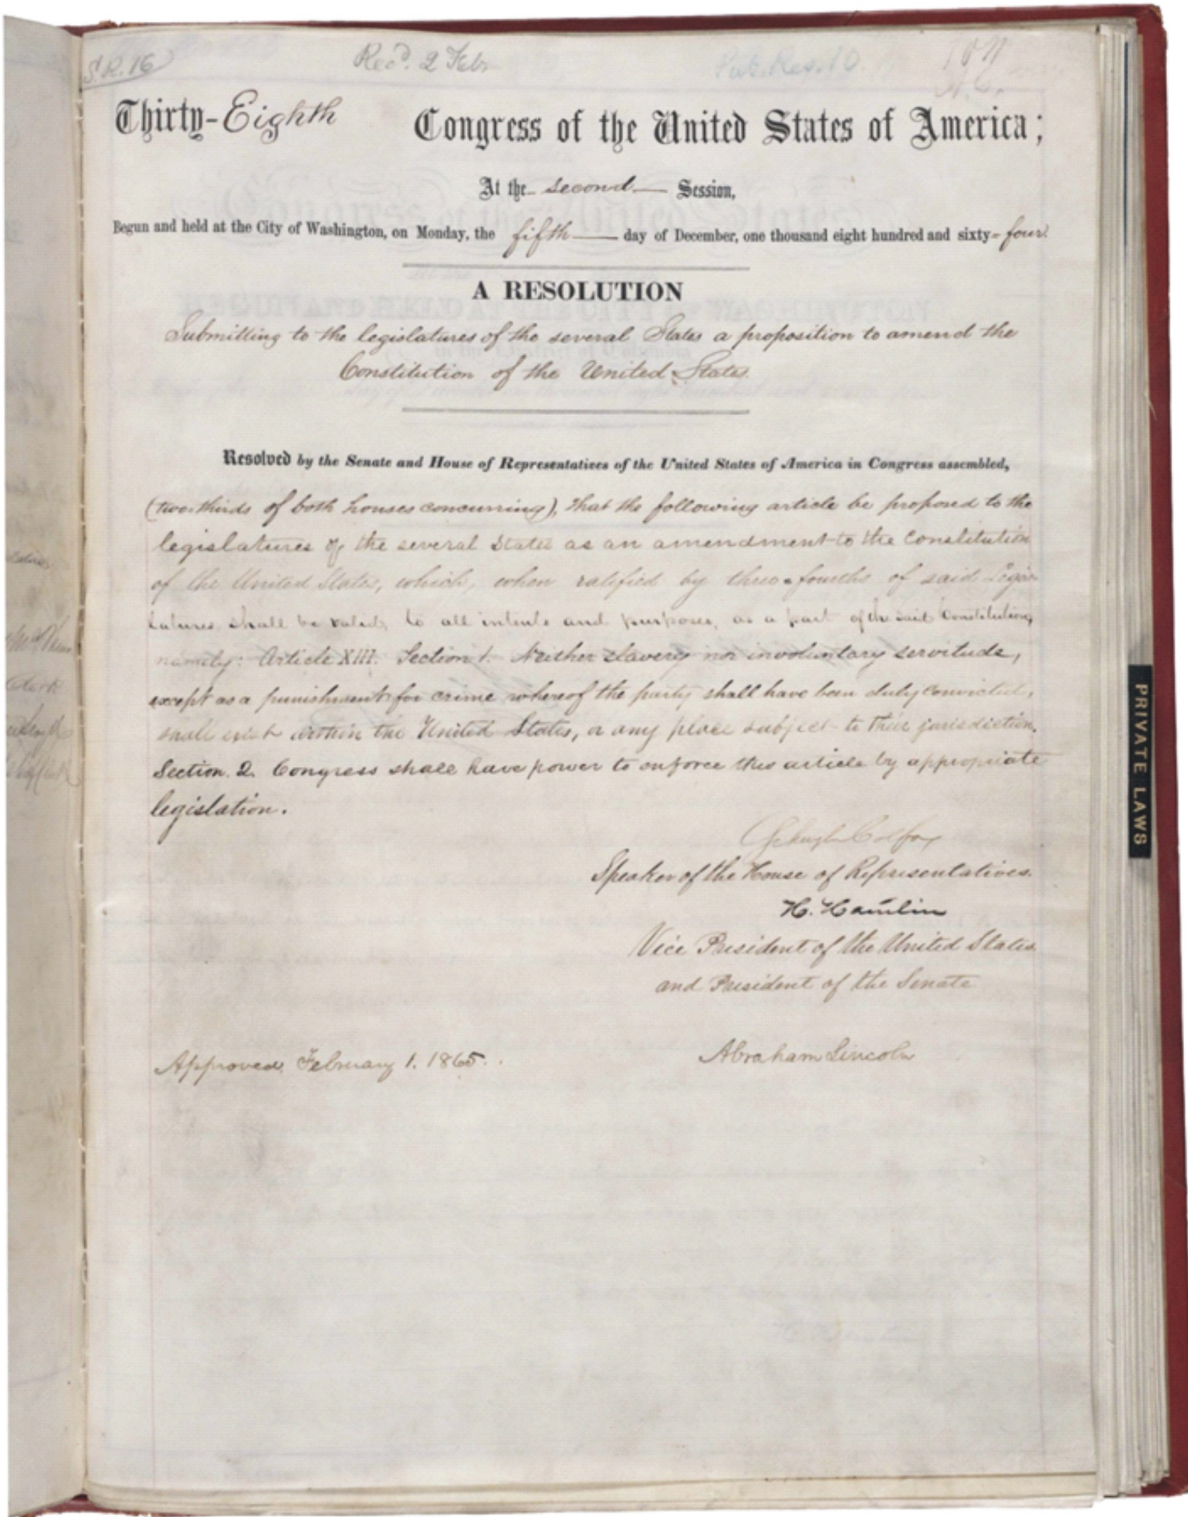 S.R. 16
Rec'd. 2 Feb
Pub. Res. 10.
Thirty-Eighth Congress of the United States of America;
At the second Session,
Begun and held at the City of Washington, on Monday, the fifth day of December, one thousand eight hundred and sixty-four.
A RESOLUTION
Submitting to the legislatures of the several States a proposition to amend the
Constitution of the United States.
Resolved by the Senate and House of Representatives of the United States of America in Congress assembled,
(two-thirds of both houses concurring), that the following article be proposed to the
legislatures of the several States as an amendment to the Constitution
of the United States, which, when ratified by three-fourths of said Legis-
latures shall be valid, to all intents and purposes, as a part of the said Constitution,
namely: Article XIII. Section 1. Neither slavery nor involuntary servitude,
except as a punishment for crime whereof the party shall have been duly convicted,
shall exist within the United States, or any place subject to their jurisdiction.
Section. 2. Congress shall have power to enforce this article by appropriate
legislation.
Schuyler Colfax
Speaker of the House of Representatives.
H. Hamlin
Vice President of the United States
and President of the Senate
Approved, February 1. 1865.
Abraham Lincoln
PRIVATE LAWS